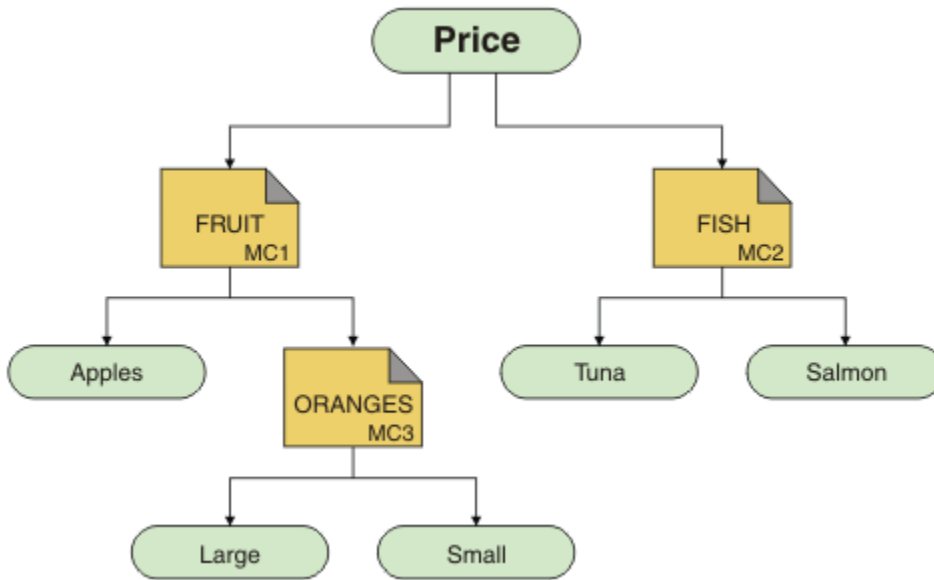 Price
FRUIT
MC1
FISH
MC2
Apples
ORANGES
MC3
Tuna
Salmon
Large
Small